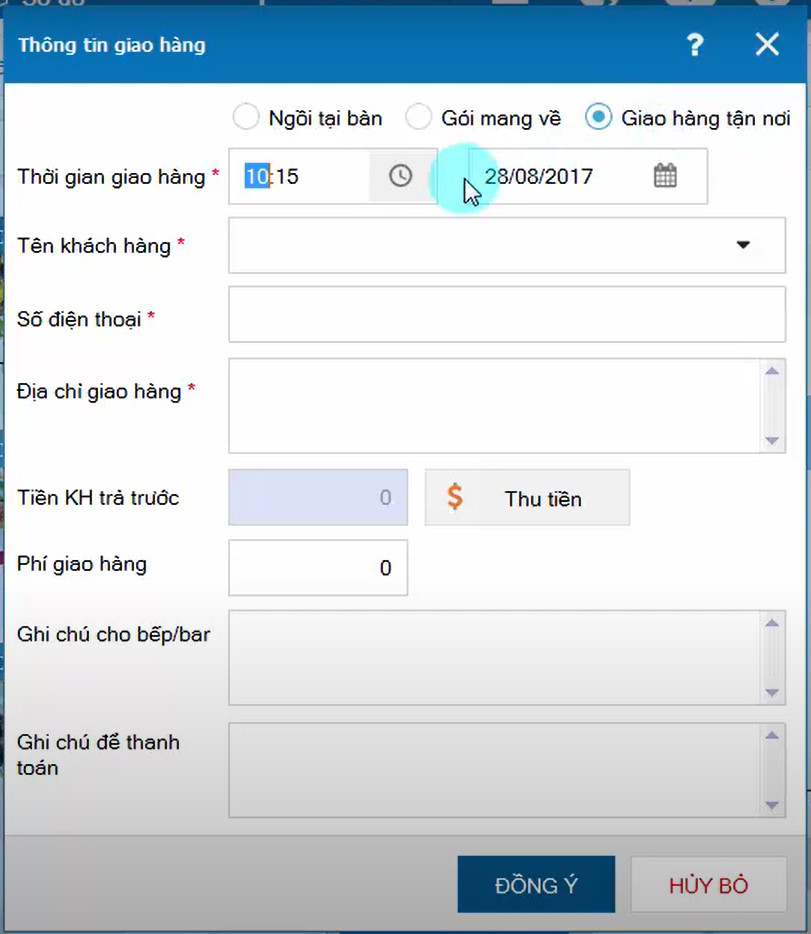 Sơ đồ
Thông tin giao hàng ?
Ngồi tại bàn Gói mang về Giao hàng tận nơi
Thời gian giao hàng * 10:15 28/08/2017
Tên khách hàng *
Số điện thoại *
Địa chỉ giao hàng *
Tiền KH trả trước 0 $ Thu tiền
Phí giao hàng 0
Ghi chú cho bếp/bar
Ghi chú để thanh
toán
ĐỒNG Ý HỦY BỎ